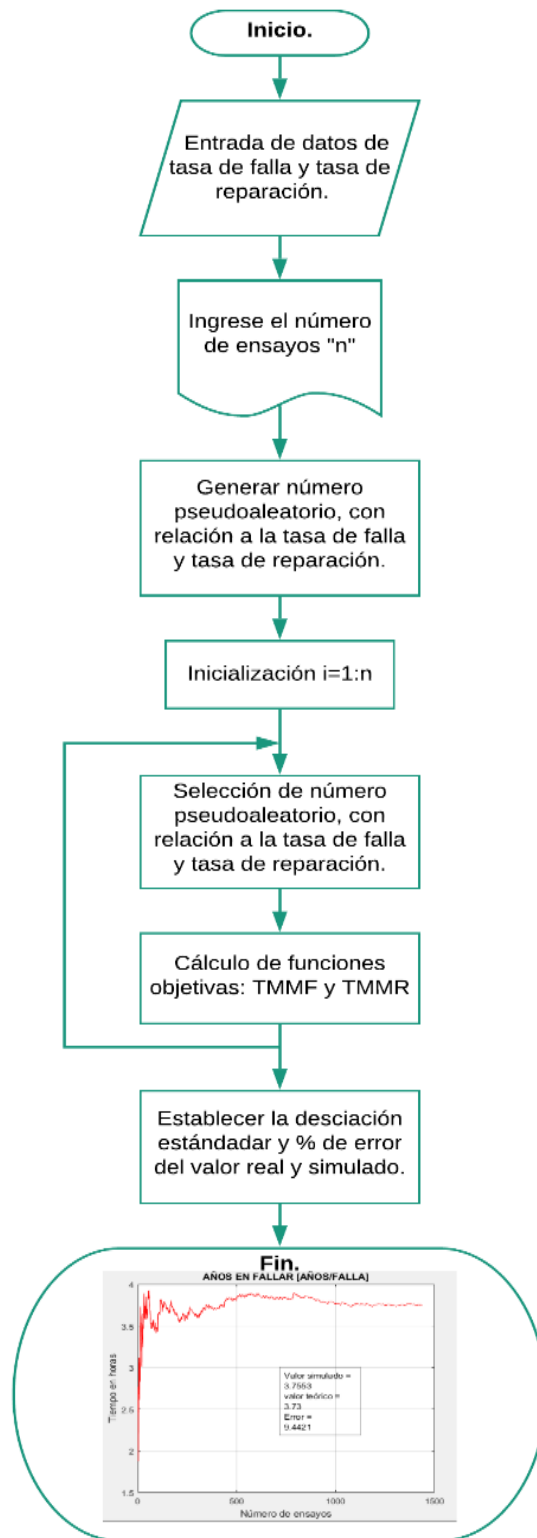 Inicio.
Entrada de datos de
tasa de falla y tasa de
reparación.
Ingrese el número
de ensayos "n"
Generar número
pseudoaleatorio, con
relación a la tasa de falla
y tasa de reparación.
Inicialización i=1:n
Selección de número
pseudoaleatorio, con
relación a la tasa de falla
y tasa de reparación.
Cálculo de funciones
objetivas: TMMF y TMMR
Establecer la desciación
estándadar y % de error
del valor real y simulado.
Fin.
AÑOS EN FALLAR [AÑOS/FALLA]
4
3.5
3
2.5
2
1.5
Tiempo en horas
Valor simulado =
3.7553
valor teórico =
3.73
Error =
9.4421
0
500
1000
1500
Número de ensayos